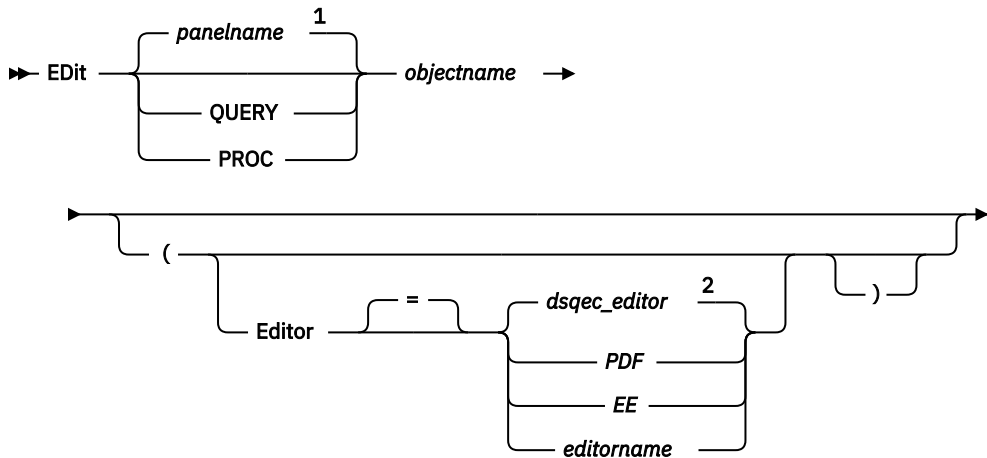 panelname 1
EDit objectname
QUERY
PROC
(
=
dsqec_editor 2
)
Editor
PDF
EE
editorname